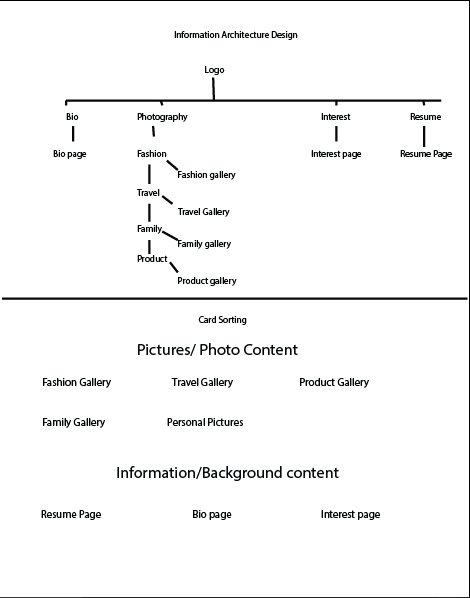 Information Architecture Design
Logo
Bio Photography Interest Resume
Bio page Fashion Interest page Resume Page
Fashion gallery
Travel
Travel Gallery
Family
Family gallery
Product
Product gallery
Card Sorting
Pictures/ Photo Content
Fashion Gallery Travel Gallery Product Gallery
Family Gallery Personal Pictures
Information/Background content
Resume Page Bio page Interest page